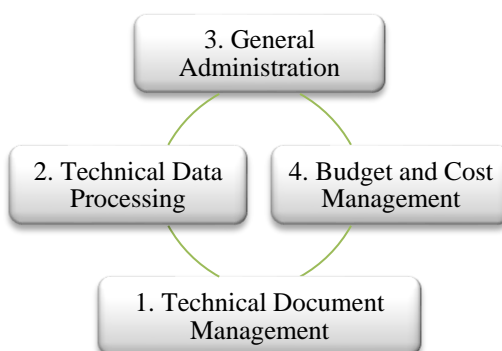 3. General
Administration
2. Technical Data
Processing
4. Budget and Cost
Management
1. Technical Document
Management